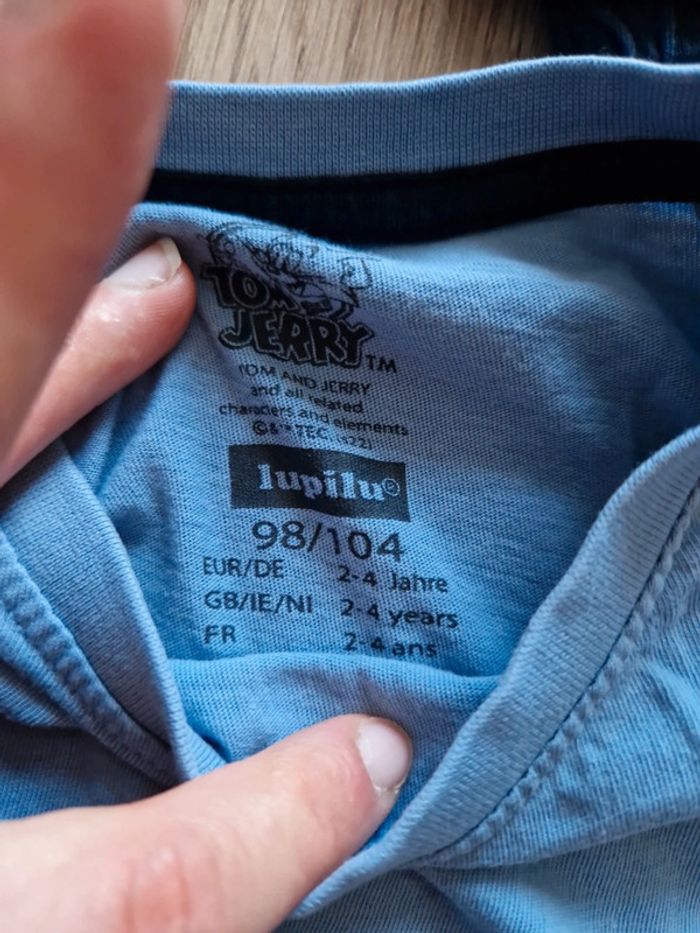 TOM
JERRY TM
TOM AND JERRY
and all related
characters and elements
© & ™ TEC
lupilu®
98/104
EUR/DE 2-4 Jahre
GB/IE/NI 2-4 years
FR 2-4 ans